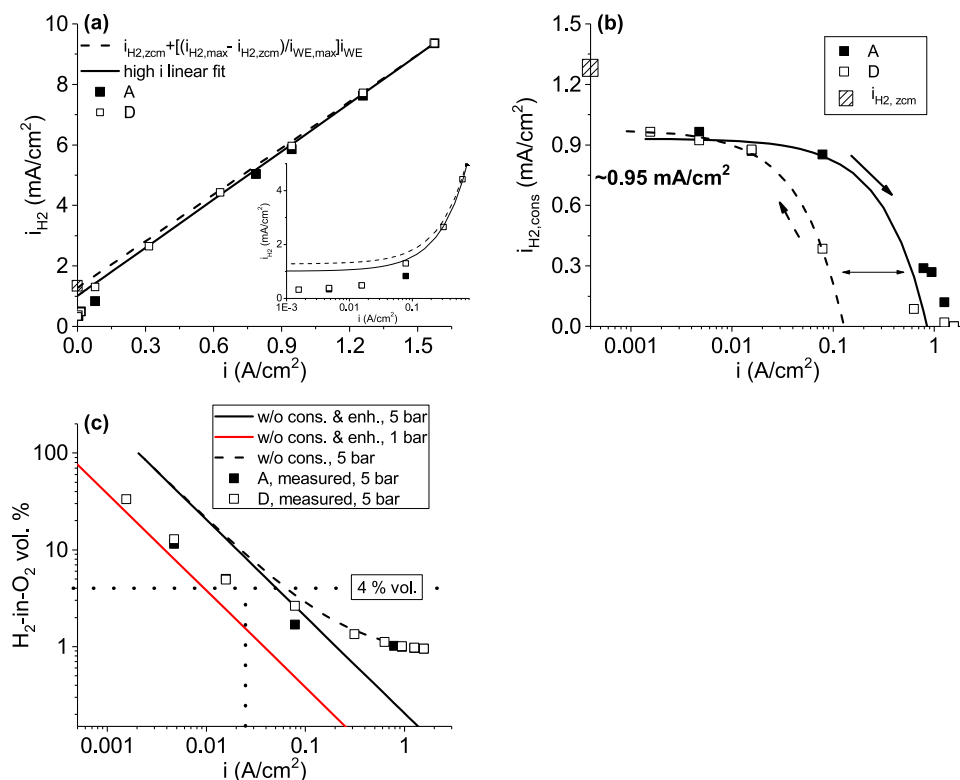 (a)
i_H2,zcm+[(i_H2,max- i_H2,zcm)/i_WE,max]i_WE
high i linear fit
A
D
10
8
6
4
2
0
i_H2 (mA/cm²)
0.0 0.3 0.6 0.9 1.2 1.5
i (A/cm²)
4
2
0
i_H2 (mA/cm²)
1E-3 0.01 0.1
i (A/cm²)
(b)
A
D
i_H2, zcm
1.5
1.2
0.9
0.6
0.3
0.0
i_H2,cons (mA/cm²)
~0.95 mA/cm²
0.001 0.01 0.1 1
i (A/cm²)
(c)
w/o cons. & enh., 5 bar
w/o cons. & enh., 1 bar
w/o cons., 5 bar
A, measured, 5 bar
D, measured, 5 bar
100
10
1
H₂-in-O₂ vol. %
4 % vol.
0.001 0.01 0.1 1
i (A/cm²)